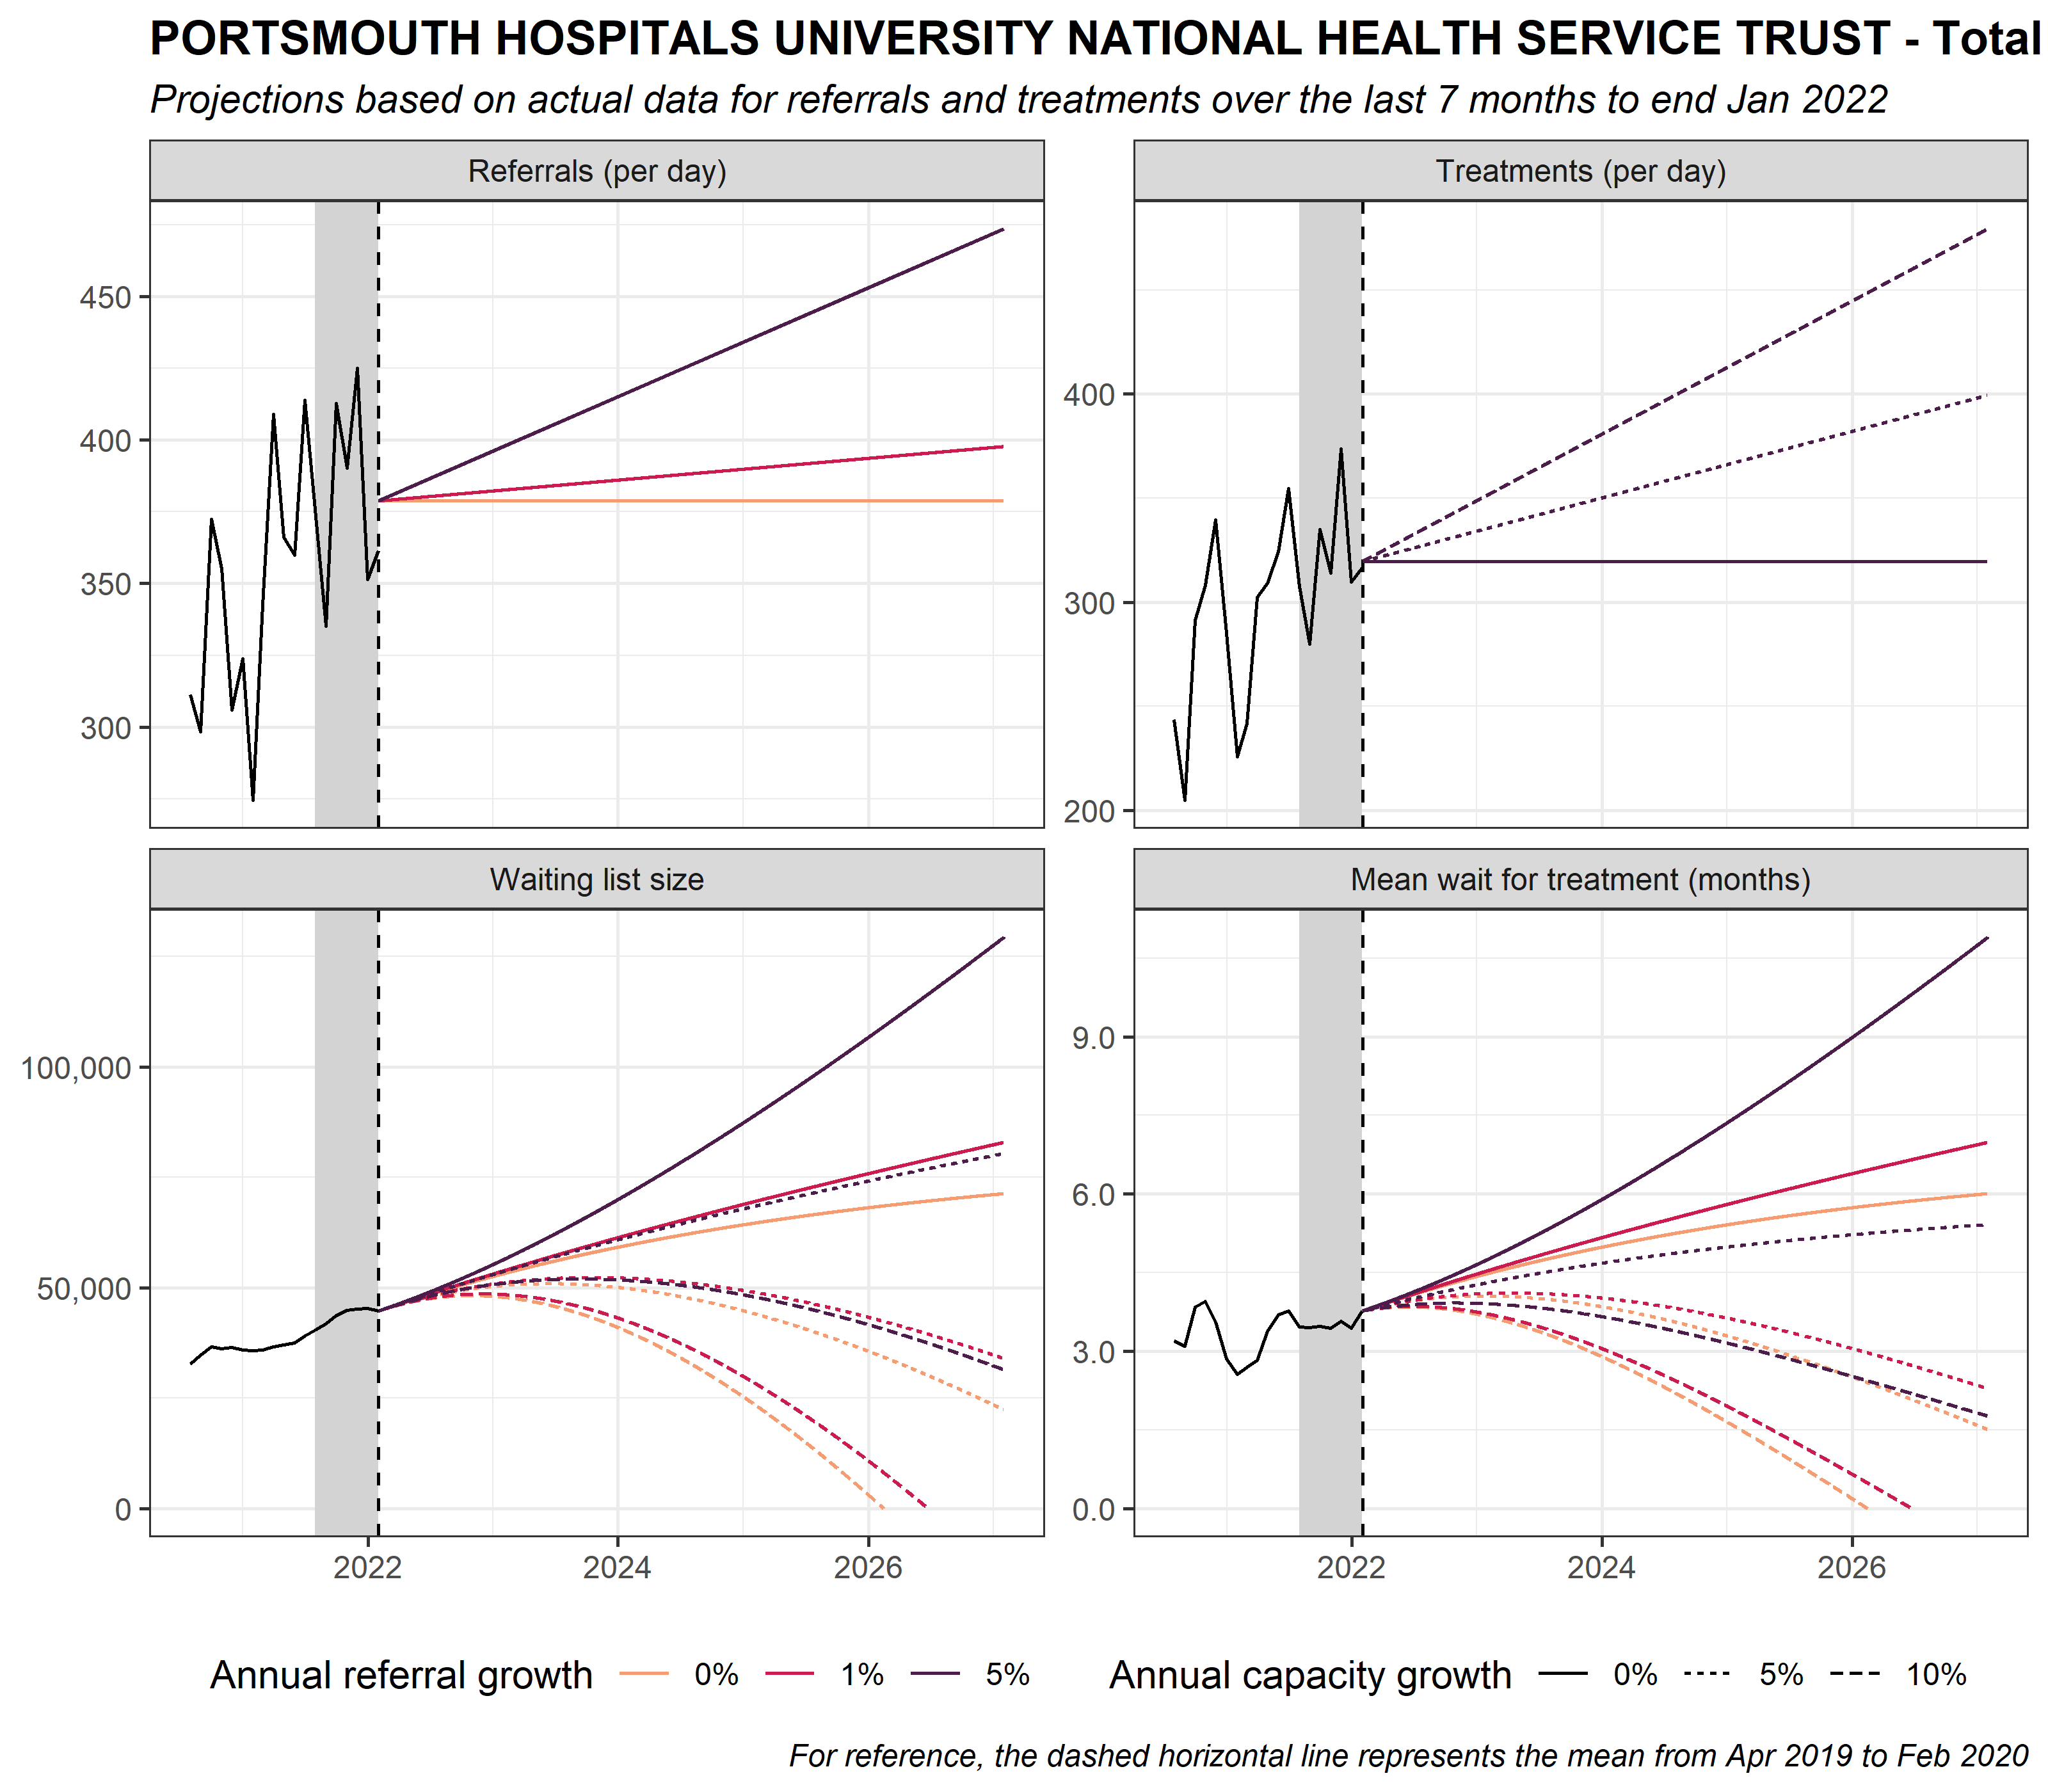 PORTSMOUTH HOSPITALS UNIVERSITY NATIONAL HEALTH SERVICE TRUST - Total
Projections based on actual data for referrals and treatments over the last 7 months to end Jan 2022
Referrals (per day)
450
400
350
300
Treatments (per day)
400
300
200
Waiting list size
100,000
50,000
0
2022 2024 2026
Mean wait for treatment (months)
9.0
6.0
3.0
0.0
2022 2024 2026
Annual referral growth 0% 1% 5%
Annual capacity growth 0% 5% 10%
For reference, the dashed horizontal line represents the mean from Apr 2019 to Feb 2020